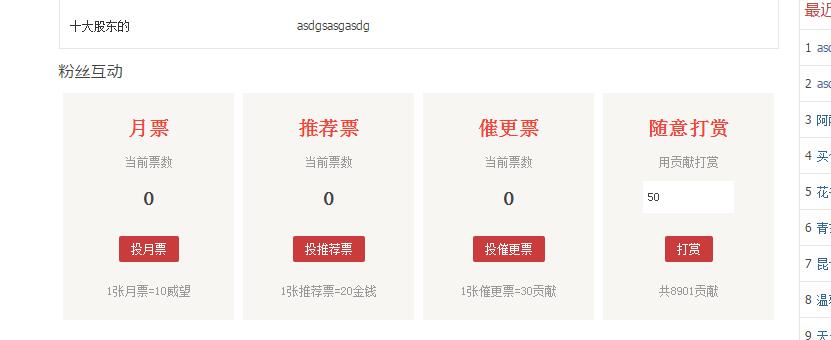 十大股东的 asdgsasgasdg
粉丝互动
月票
当前票数
0
投月票
1张月票=10威望
推荐票
当前票数
0
投推荐票
1张推荐票=20金钱
催更票
当前票数
0
投催更票
1张催更票=30贡献
随意打赏
用贡献打赏
50
打赏
共8901贡献
最近
1 asd
2 asd
3 阿
4 买
5 花
6 青
7 昆
8 温
9 天